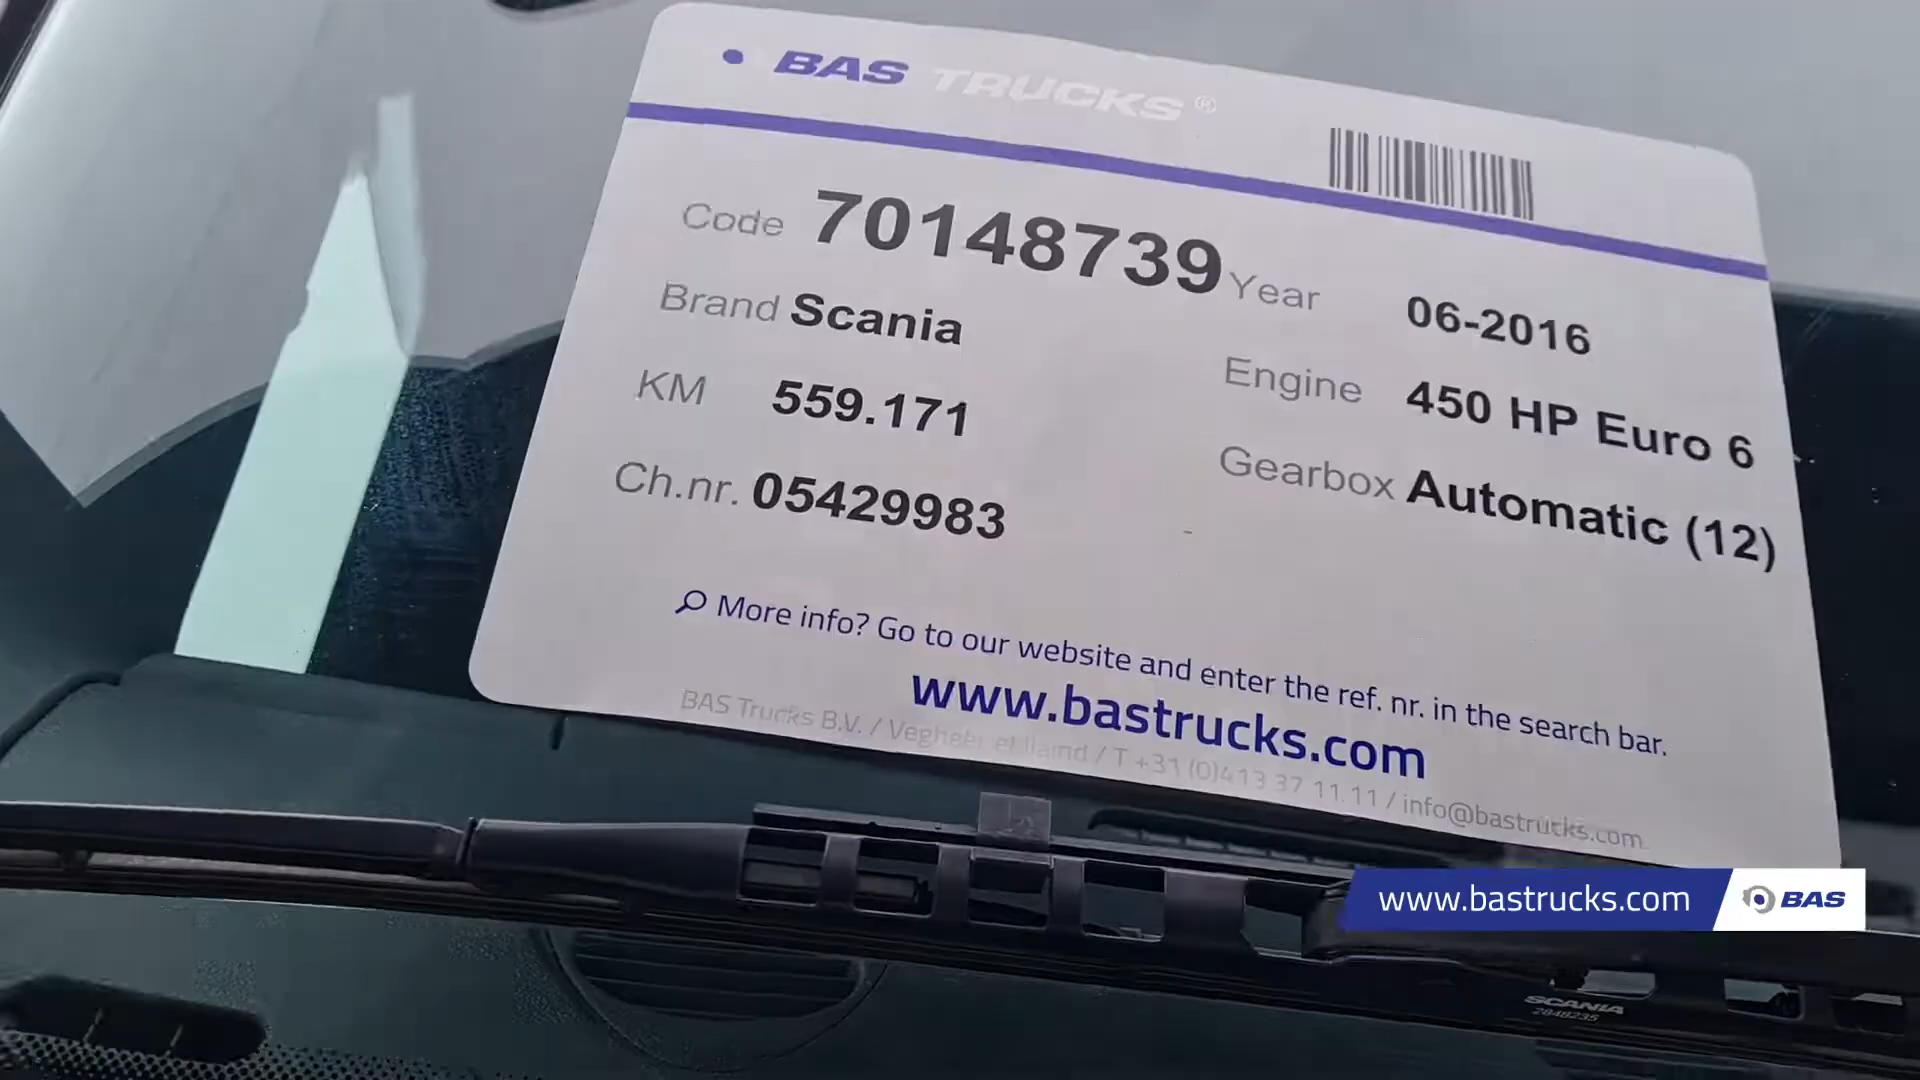 BAS TRUCKS®
Code 70148739
Year 06-2016
Brand Scania
Engine 450 HP Euro 6
KM 559.171
Gearbox Automatic (12)
Ch.nr. 05429983
More info? Go to our website and enter the ref. nr. in the search bar.
www.bastrucks.com
BAS Trucks B.V. / Veghel / T +31 (0)413 37 11 11 / info@bastrucks.com
www.bastrucks.com BAS
SCANIA
2848235